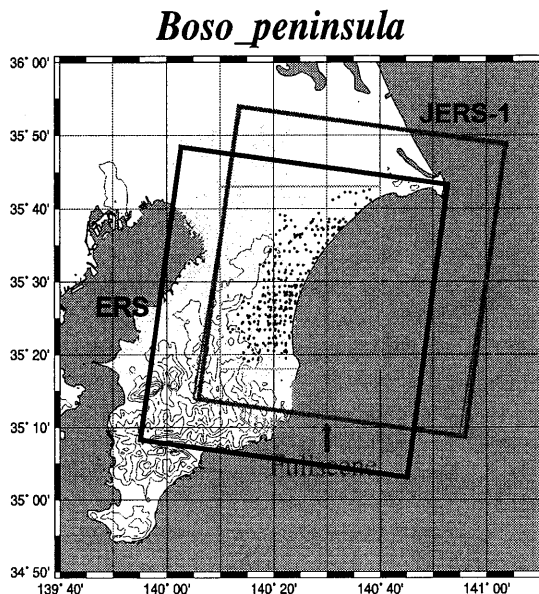 Boso_peninsula
36° 00'
JERS-1
35° 50'
35° 40'
35° 30'
ERS
35° 20'
35° 10'
Fullscene
35° 00'
34° 50'
139° 40' 140° 00' 140° 20' 140° 40' 141° 00'